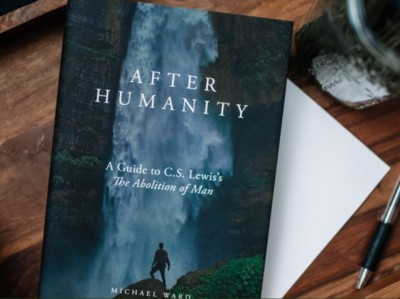 AFTER
HUMANITY
A Guide to C.S. Lewis's
The Abolition of Man
MICHAEL WARD